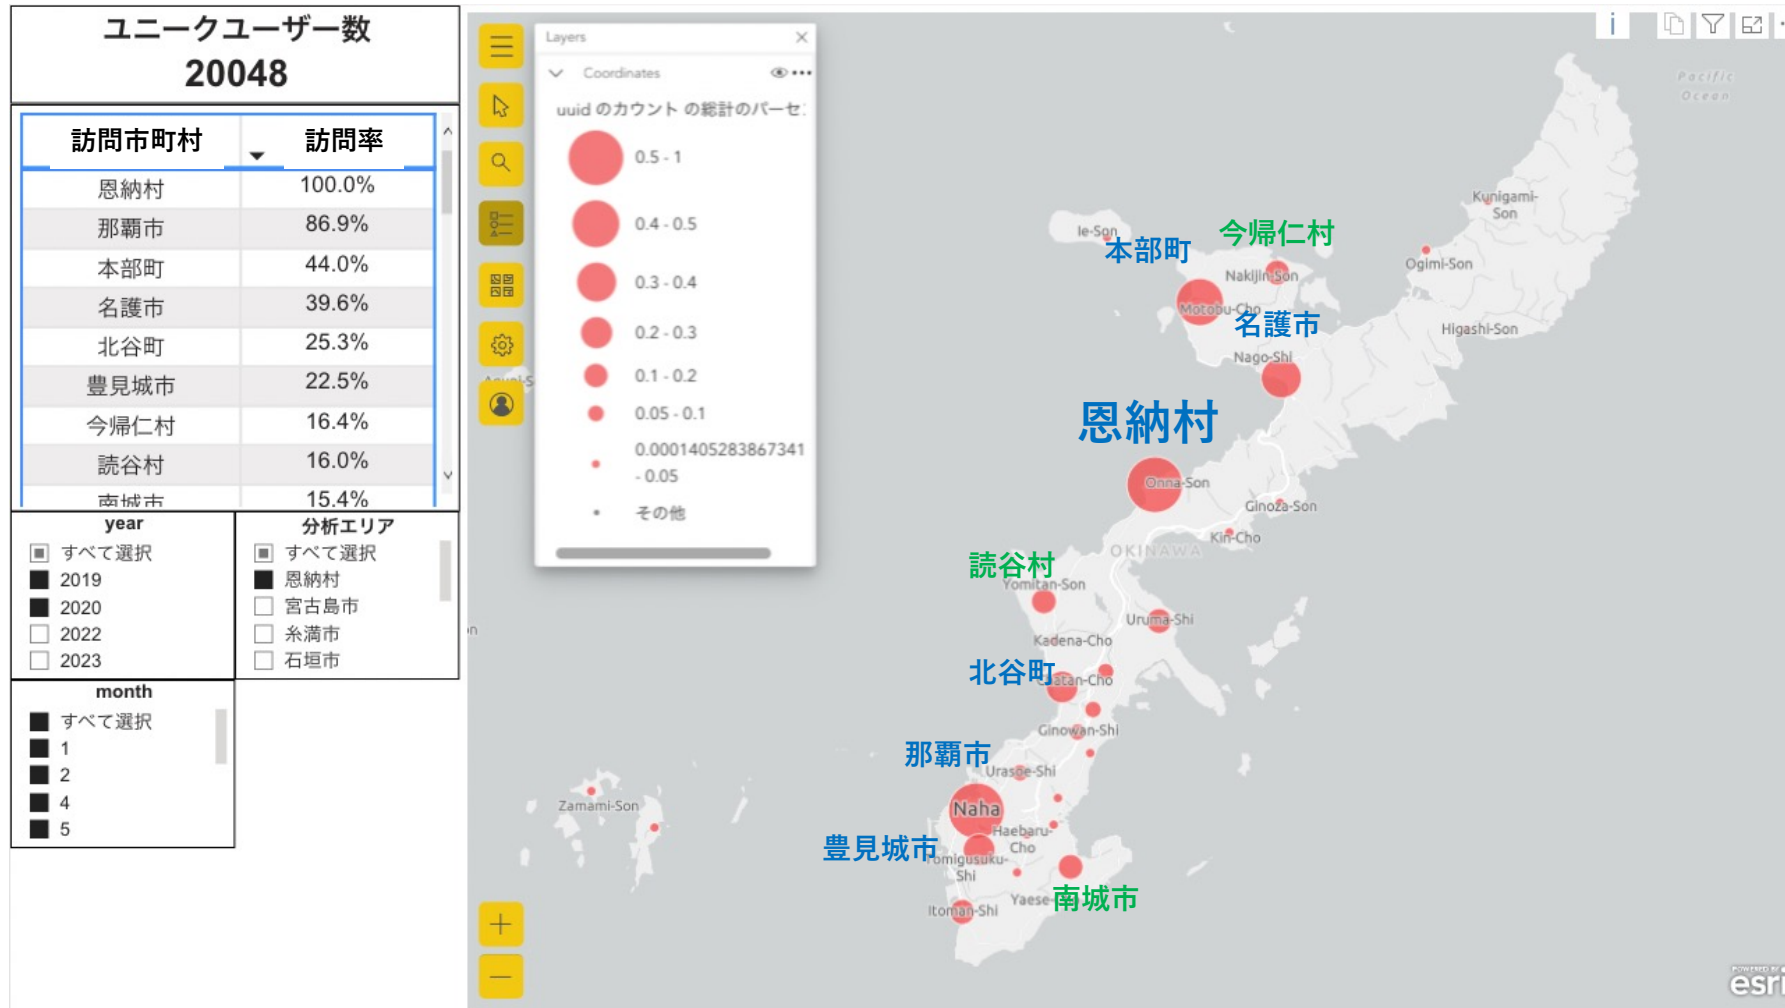 ユニークユーザー数
20048
訪問市町村 訪問率
恩納村 100.0%
那覇市 86.9%
本部町 44.0%
名護市 39.6%
北谷町 25.3%
豊見城市 22.5%
今帰仁村 16.4%
読谷村 16.0%
南城市 15.4%
year
すべて選択
2019
2020
2022
2023
分析エリア
すべて選択
恩納村
宮古島市
糸満市
石垣市
month
すべて選択
1
2
4
5
Layers
Coordinates
uuid のカウント の総計のパーセ
0.5 - 1
0.4 - 0.5
0.3 - 0.4
0.2 - 0.3
0.1 - 0.2
0.05 - 0.1
0.0001405283867341
- 0.05
その他
Pacific
Ocean
Kunigami-
Son
Ie-Son
本部町
今帰仁村
Nakijin-Son
Ogimi-Son
Motobu-Cho
名護市
Higashi-Son
Nago-Shi
恩納村
Onna-Son
Ginoza-Son
Kin-Cho
OKINAWA
読谷村
Yomitan-Son
Uruma-Shi
Kadena-Cho
北谷町
Chatan-Cho
Ginowan-Shi
那覇市
Urasoe-Shi
Zamami-Son
Naha
Haebaru-
Cho
豊見城市
Tomigusuku-
Shi
Yaese
南城市
Itoman-Shi
POWERED BY
esri